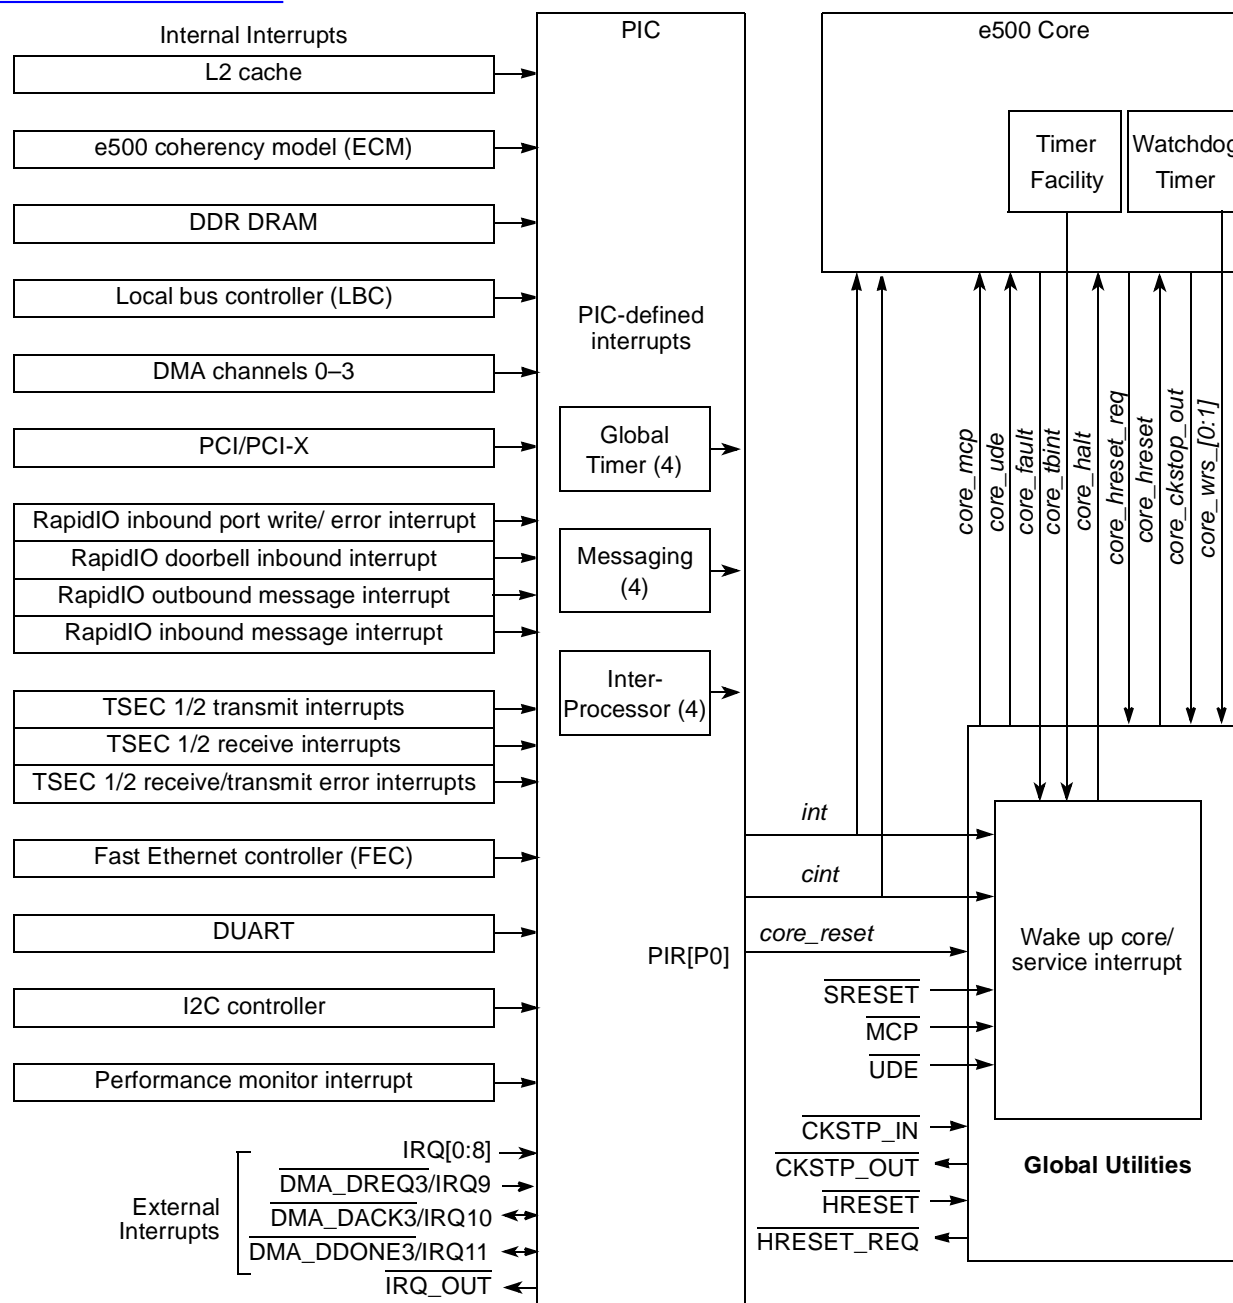 Internal Interrupts
L2 cache
e500 coherency model (ECM)
DDR DRAM
Local bus controller (LBC)
DMA channels 0–3
PCI/PCI-X
RapidIO inbound port write/ error interrupt
RapidIO doorbell inbound interrupt
RapidIO outbound message interrupt
RapidIO inbound message interrupt
TSEC 1/2 transmit interrupts
TSEC 1/2 receive interrupts
TSEC 1/2 receive/transmit error interrupts
Fast Ethernet controller (FEC)
DUART
I2C controller
Performance monitor interrupt
External
Interrupts
IRQ[0:8]
DMA_DREQ3/IRQ9
DMA_DACK3/IRQ10
DMA_DDONE3/IRQ11
IRQ_OUT
PIC
PIC-defined
interrupts
Global
Timer (4)
Messaging
(4)
Inter-
Processor (4)
PIR[P0]
e500 Core
Timer
Facility
Watchdog
Timer
core_mcp
core_ude
core_fault
core_tbint
core_halt
core_hreset_req
core_hreset
core_ckstop_out
core_wrs_[0:1]
int
cint
core_reset
SRESET
MCP
UDE
CKSTP_IN
CKSTP_OUT
HRESET
HRESET_REQ
Wake up core/
service interrupt
Global Utilities